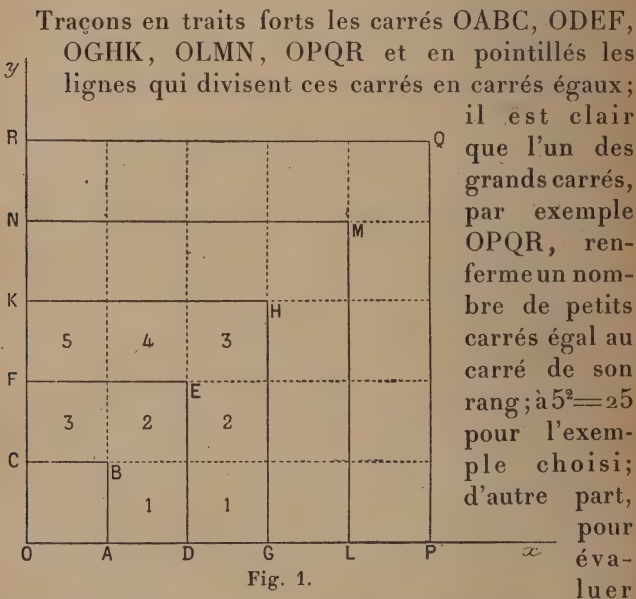 Traçons en traits forts les carrés OABC, ODEF,
OGHK, OLMN, OPQR et en pointillés les
lignes qui divisent ces carrés en carrés égaux;
il est clair
que l'un des
grands carrés,
par exemple
OPQR, ren-
ferme un nom-
bre de petits
carrés égal au
carré de son
rang; à 5²=25
pour l'exem-
ple choisi;
d'autre part,
pour
éva-
luer
y
R Q
N M
K H
5 4 3
F E
3 2 2
C B
1 1
O A D G L P x
Fig. 1.